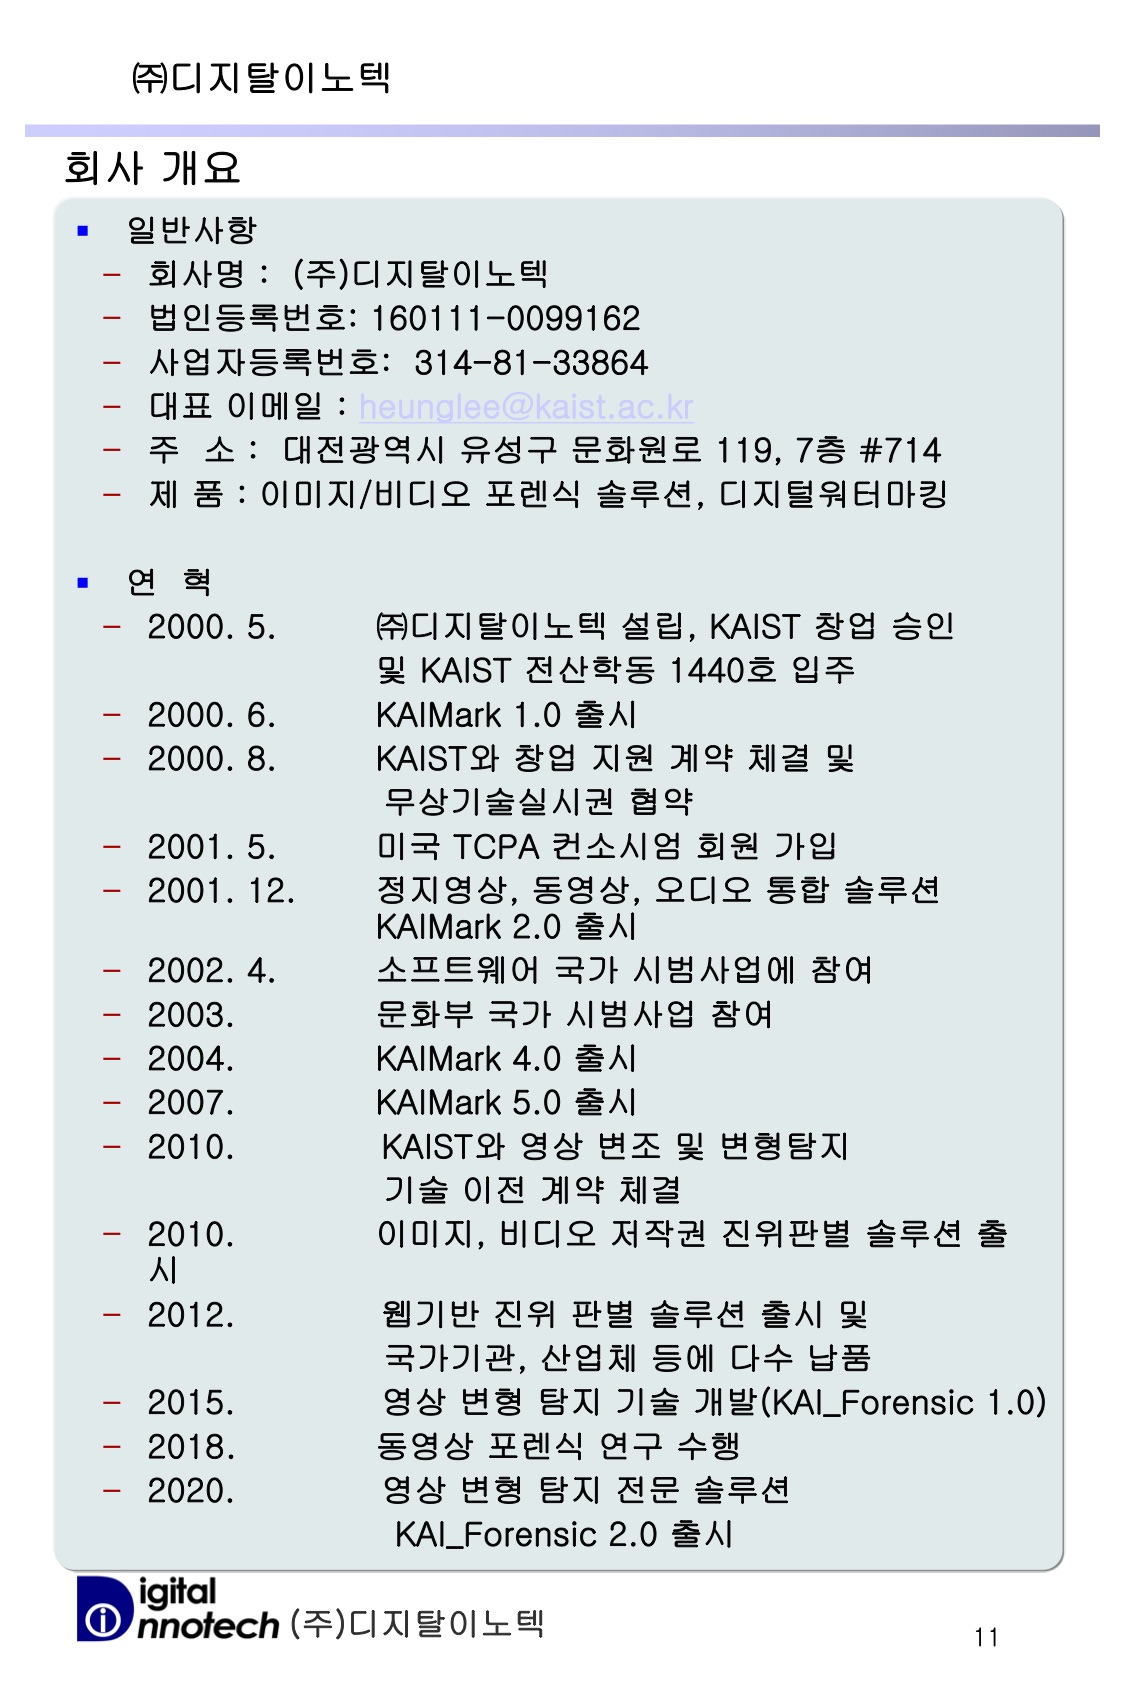 ㈜디지탈이노텍
회사 개요
▪ 일반사항
– 회사명 : (주)디지탈이노텍
– 법인등록번호: 160111-0099162
– 사업자등록번호: 314-81-33864
– 대표 이메일 : heunglee@kaist.ac.kr
– 주 소 : 대전광역시 유성구 문화원로 119, 7층 #714
– 제 품 : 이미지/비디오 포렌식 솔루션, 디지털워터마킹
▪ 연 혁
– 2000. 5. ㈜디지탈이노텍 설립, KAIST 창업 승인
및 KAIST 전산학동 1440호 입주
– 2000. 6. KAIMark 1.0 출시
– 2000. 8. KAIST와 창업 지원 계약 체결 및
무상기술실시권 협약
– 2001. 5. 미국 TCPA 컨소시엄 회원 가입
– 2001. 12. 정지영상, 동영상, 오디오 통합 솔루션
KAIMark 2.0 출시
– 2002. 4. 소프트웨어 국가 시범사업에 참여
– 2003. 문화부 국가 시범사업 참여
– 2004. KAIMark 4.0 출시
– 2007. KAIMark 5.0 출시
– 2010. KAIST와 영상 변조 및 변형탐지
기술 이전 계약 체결
– 2010. 이미지, 비디오 저작권 진위판별 솔루션 출
시
– 2012. 웹기반 진위 판별 솔루션 출시 및
국가기관, 산업체 등에 다수 납품
– 2015. 영상 변형 탐지 기술 개발(KAI_Forensic 1.0)
– 2018. 동영상 포렌식 연구 수행
– 2020. 영상 변형 탐지 전문 솔루션
KAI_Forensic 2.0 출시
Digital
innotech (주)디지탈이노텍
11